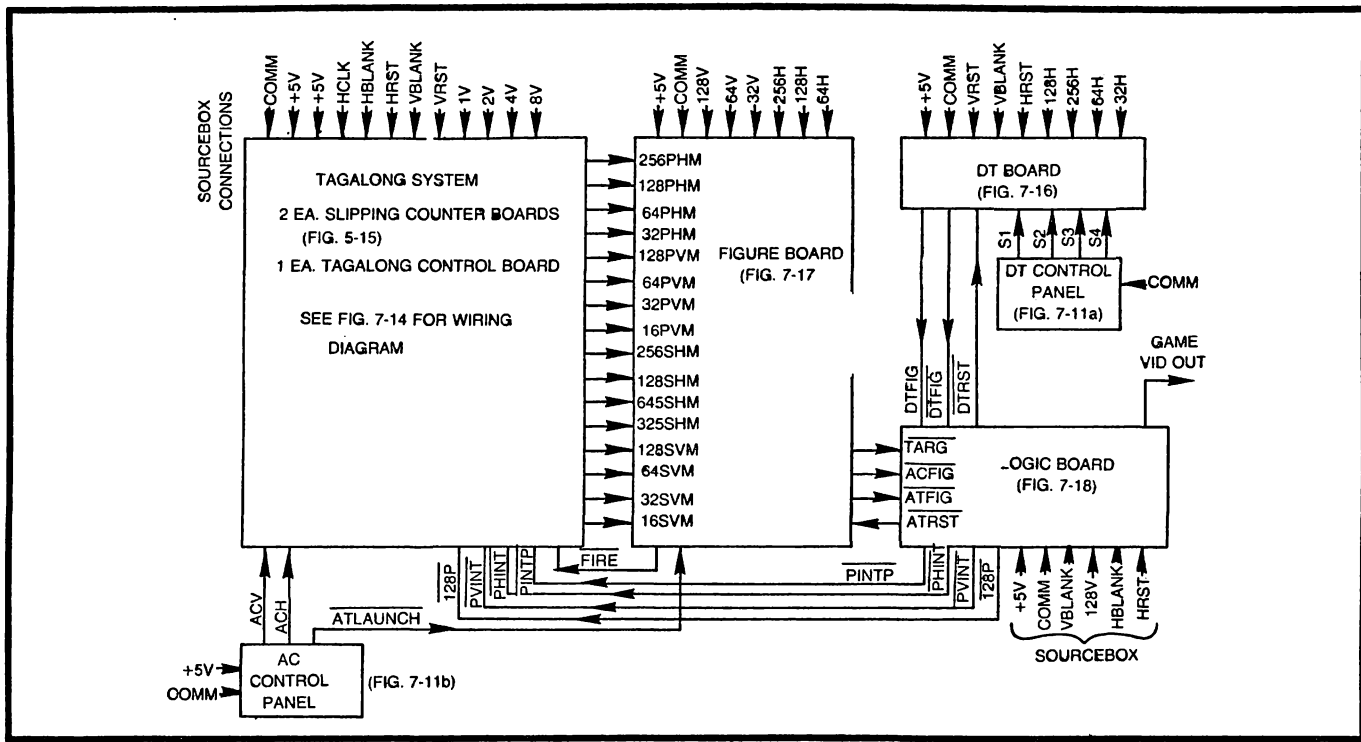 SOURCEBOX
CONNECTIONS
COMM
+5V
+5V
HCLK
HBLANK
HRST
VBLANK
VRST
1V
2V
4V
8V
TAGALONG SYSTEM
2 EA. SLIPPING COUNTER BOARDS
(FIG. 5-15)
1 EA. TAGALONG CONTROL BOARD
SEE FIG. 7-14 FOR WIRING
DIAGRAM
+5V
COMM
128V
64V
32V
256H
128H
64H
256PHM
128PHM
64PHM
32PHM
128PVM
64PVM
32PVM
16PVM
256SHM
128SHM
645SHM
325SHM
128SVM
64SVM
32SVM
16SVM
FIGURE BOARD
(FIG. 7-17
+5V
COMM
VRST
VBLANK
HRST
128H
256H
64H
32H
DT BOARD
(FIG. 7-16)
S1
S2
S3
S4
DT CONTROL
PANEL
(FIG. 7-11a)
COMM
GAME
VID OUT
DTFIG
DTFIG
DTRST
TARG
ACFIG
ATFIG
ATRST
LOGIC BOARD
(FIG. 7-18)
FIRE
128P
PVINT
PHINT
PINTP
PINTP
PHINT
PVINT
128P
+5V
COMM
VBLANK
128V
HBLANK
HRST
SOURCEBOX
ACV
ACH
ATLAUNCH
+5V
COMM
AC
CONTROL
PANEL
(FIG. 7-11b)